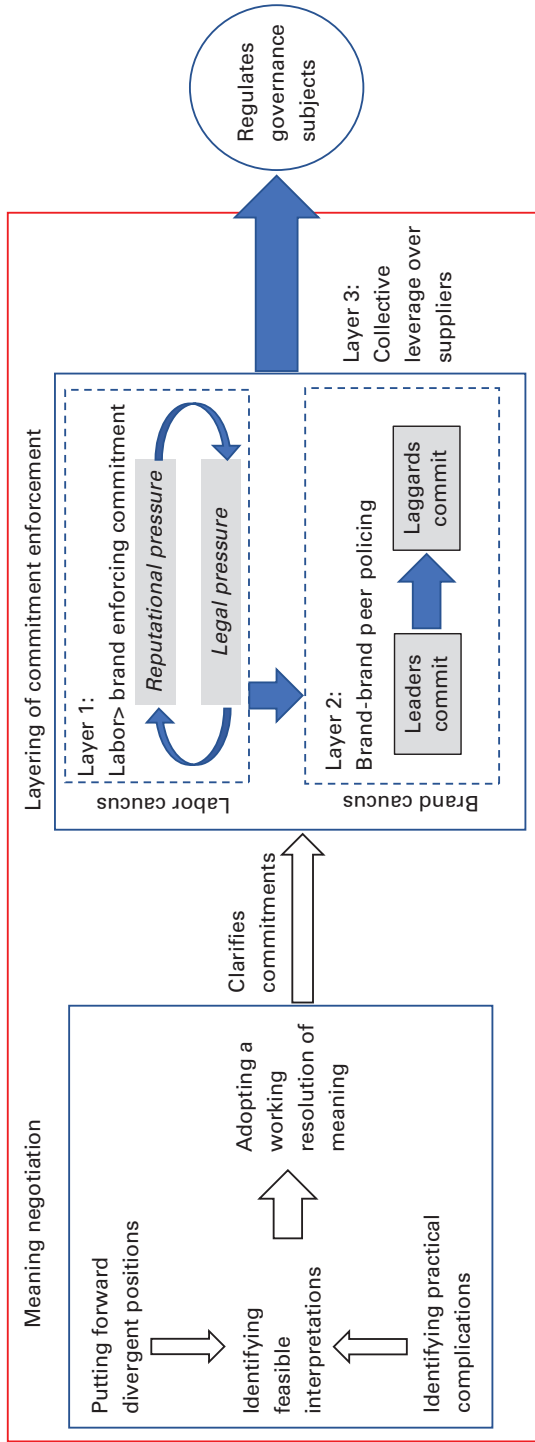 Meaning negotiation
Putting forward
divergent positions
Identifying
feasible
interpretations
Identifying practical
complications
Adopting a
working
resolution of
meaning
Clarifies
commitments
Layering of commitment enforcement
Labor caucus
Layer 1:
Labor> brand enforcing commitment
Reputational pressure
Legal pressure
Brand caucus
Layer 2:
Brand-brand peer policing
Leaders
commit
Laggards
commit
Layer 3:
Collective
leverage over
suppliers
Regulates
governance
subjects